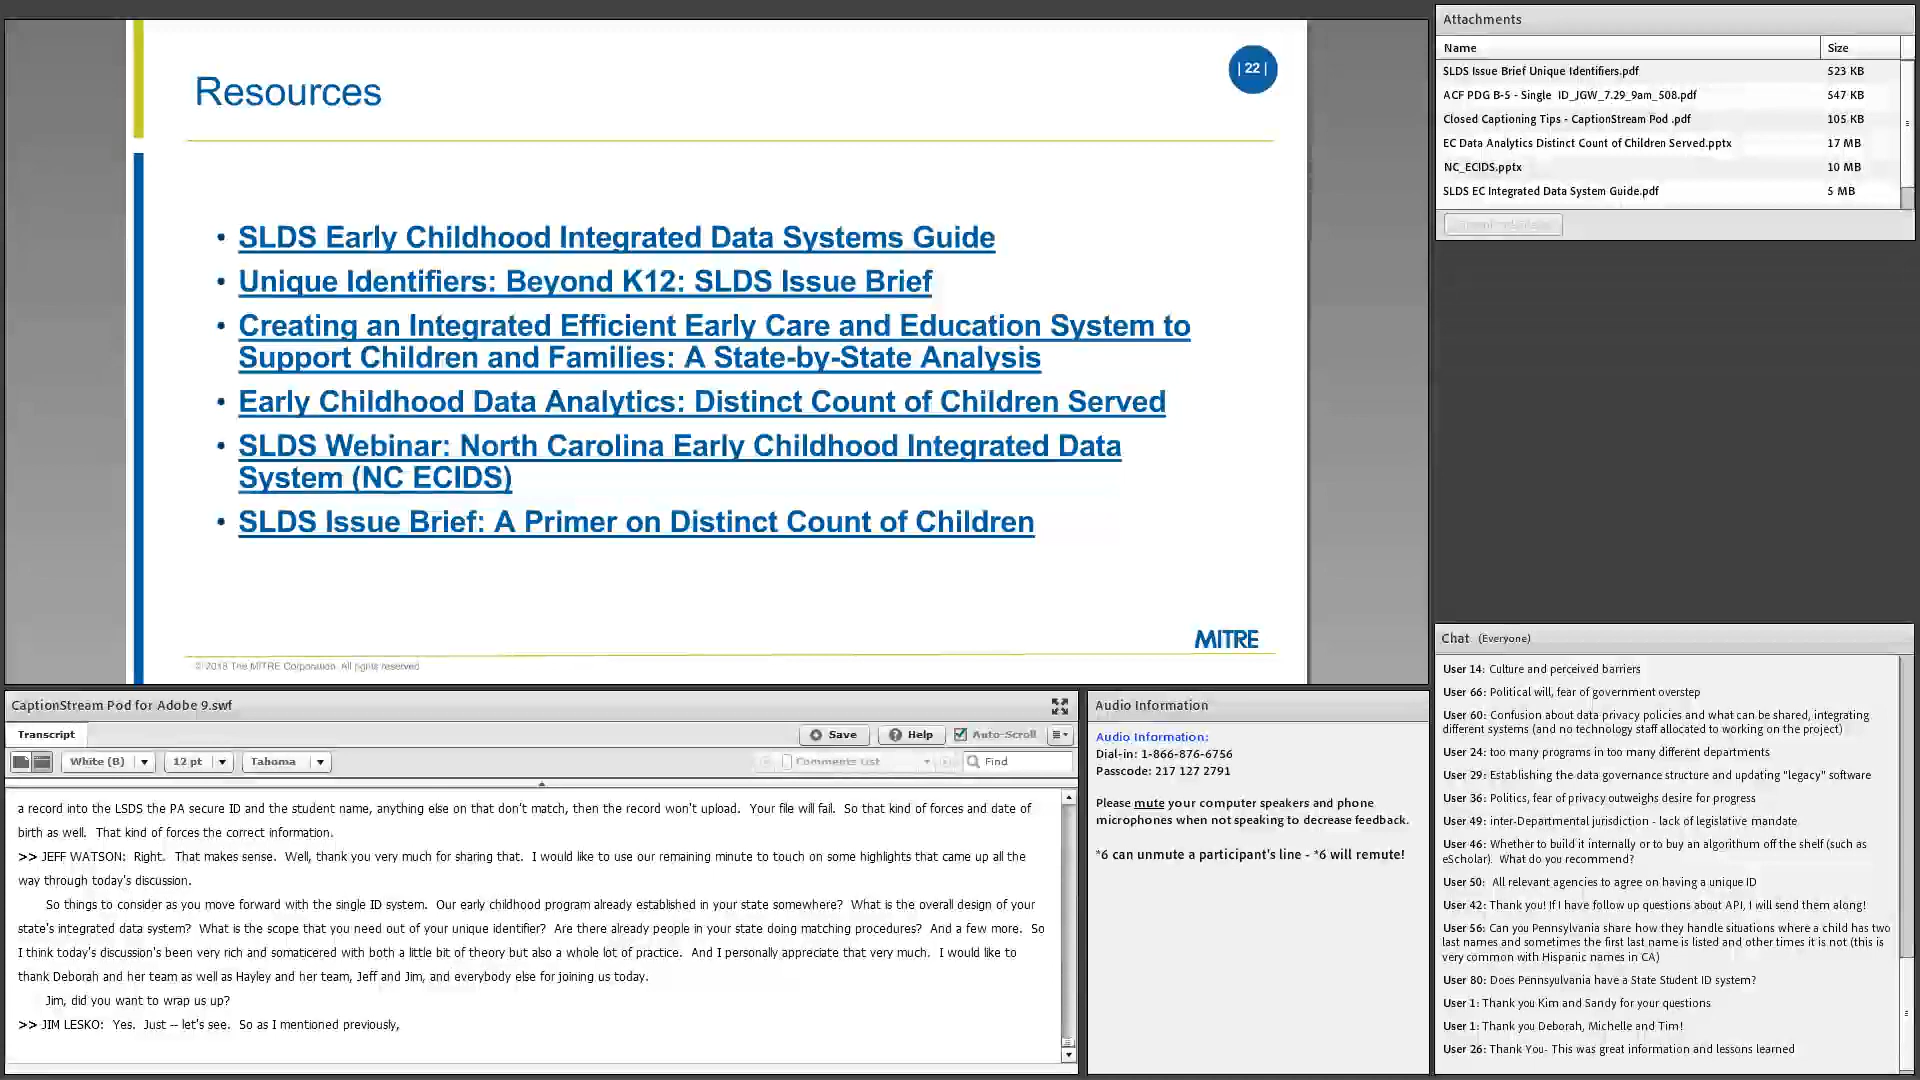 | 22 |
Resources
• SLDS Early Childhood Integrated Data Systems Guide
• Unique Identifiers: Beyond K12: SLDS Issue Brief
• Creating an Integrated Efficient Early Care and Education System to
Support Children and Families: A State-by-State Analysis
• Early Childhood Data Analytics: Distinct Count of Children Served
• SLDS Webinar: North Carolina Early Childhood Integrated Data
System (NC ECIDS)
• SLDS Issue Brief: A Primer on Distinct Count of Children
MITRE
© 2018 The MITRE Corporation. All rights reserved
Attachments
Name Size
SLDS Issue Brief Unique Identifiers.pdf 523 KB
ACF PDG B-5 - Single ID_JGW_7.29_9am_508.pdf 547 KB
Closed Captioning Tips - CaptionStream Pod .pdf 105 KB
EC Data Analytics Distinct Count of Children Served.pptx 17 MB
NC_ECIDS.pptx 10 MB
SLDS EC Integrated Data System Guide.pdf 5 MB
CaptionStream Pod for Adobe 9.swf
Transcript Save Help Auto-Scroll
White (B) 12 pt Tahoma Comments List Find
a record into the LSDS the PA secure ID and the student name, anything else on that don't match, then the record won't upload. Your file will fail. So that kind of forces and date of
birth as well. That kind of forces the correct information.
>> JEFF WATSON: Right. That makes sense. Well, thank you very much for sharing that. I would like to use our remaining minute to touch on some highlights that came up all the
way through today's discussion.
So things to consider as you move forward with the single ID system. Our early childhood program already established in your state somewhere? What is the overall design of your
state's integrated data system? What is the scope that you need out of your unique identifier? Are there already people in your state doing matching procedures? And a few more. So
I think today's discussion's been very rich and somaticered with both a little bit of theory but also a whole lot of practice. And I personally appreciate that very much. I would like to
thank Deborah and her team as well as Hayley and her team, Jeff and Jim, and everybody else for joining us today.
Jim, did you want to wrap us up?
>> JIM LESKO: Yes. Just -- let's see. So as I mentioned previously,
Audio Information
Audio Information:
Dial-in: 1-866-876-6756
Passcode: 217 127 2791
Please mute your computer speakers and phone
microphones when not speaking to decrease feedback.
*6 can unmute a participant's line - *6 will remute!
Chat (Everyone)
User 14: Culture and perceived barriers
User 66: Political will, fear of government overstep
User 60: Confusion about data privacy policies and what can be shared, integrating
different systems (and no technology staff allocated to working on the project)
User 24: too many programs in too many different departments
User 29: Establishing the data governance structure and updating "legacy" software
User 36: Politics, fear of privacy outweighs desire for progress
User 49: inter-Departmental jurisdiction - lack of legislative mandate
User 46: Whether to build it internally or to buy an algorithum off the shelf (such as
eScholar). What do you recommend?
User 50: All relevant agencies to agree on having a unique ID
User 42: Thank you! If I have follow up questions about API, I will send them along!
User 56: Can you Pennsylvania share how they handle situations where a child has two
last names and sometimes the first last name is listed and other times it is not (this is
very common with Hispanic names in CA)
User 80: Does Pennsyulvania have a State Student ID system?
User 1: Thank you Kim and Sandy for your questions
User 1: Thank you Deborah, Michelle and Tim!
User 26: Thank You- This was great information and lessons learned